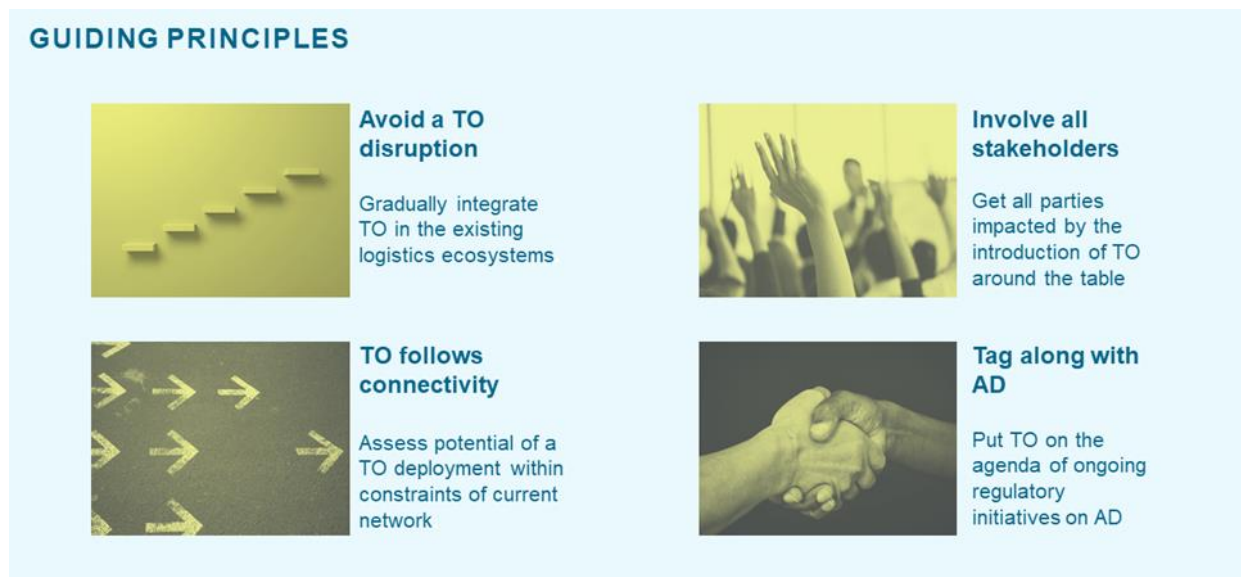 GUIDING PRINCIPLES
Avoid a TO
disruption
Gradually integrate
TO in the existing
logistics ecosystems
Involve all
stakeholders
Get all parties
impacted by the
introduction of TO
around the table
TO follows
connectivity
Assess potential of a
TO deployment within
constraints of current
network
Tag along with
AD
Put TO on the
agenda of ongoing
regulatory
initiatives on AD